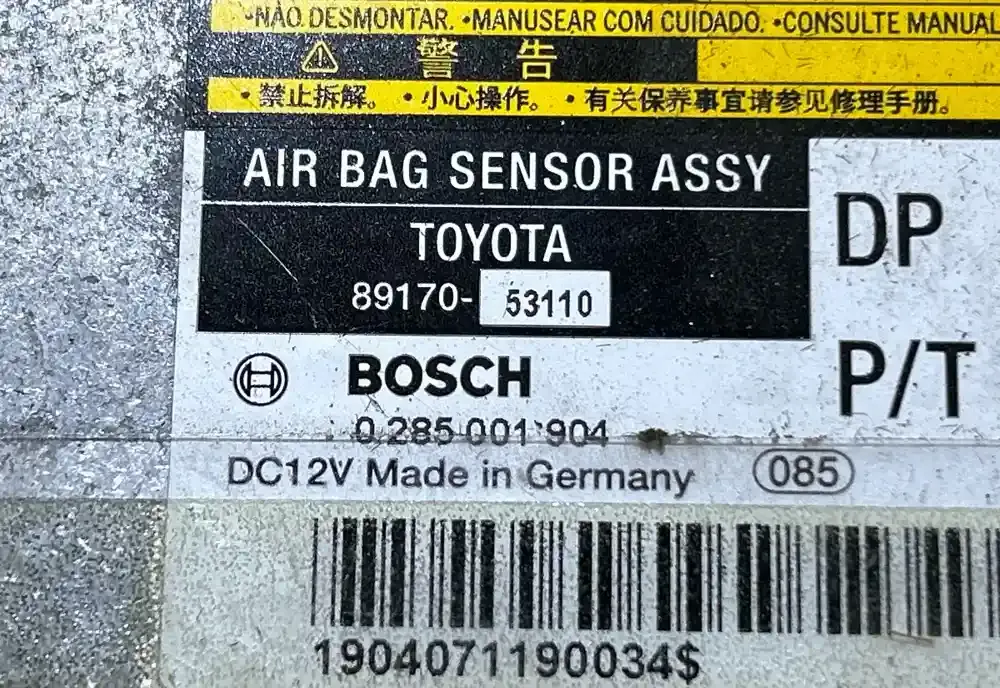 •NÃO DESMONTAR. •MANUSEAR COM CUIDADO. •CONSULTE MANUAL
警 告
•禁止拆解。 •小心操作。 •有关保养事宜请参见修理手册。
AIR BAG SENSOR ASSY
TOYOTA
89170- 53110
DP
P/T
BOSCH
0 285 001 904
DC12V Made in Germany 085
1904071190034$